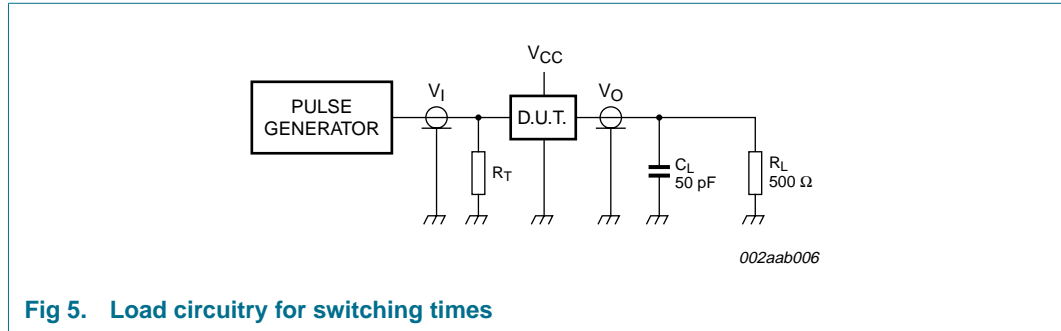 VCC
VI
VO
PULSE
GENERATOR
D.U.T.
RT
CL
50 pF
RL
500 Ω
002aab006
Fig 5. Load circuitry for switching times